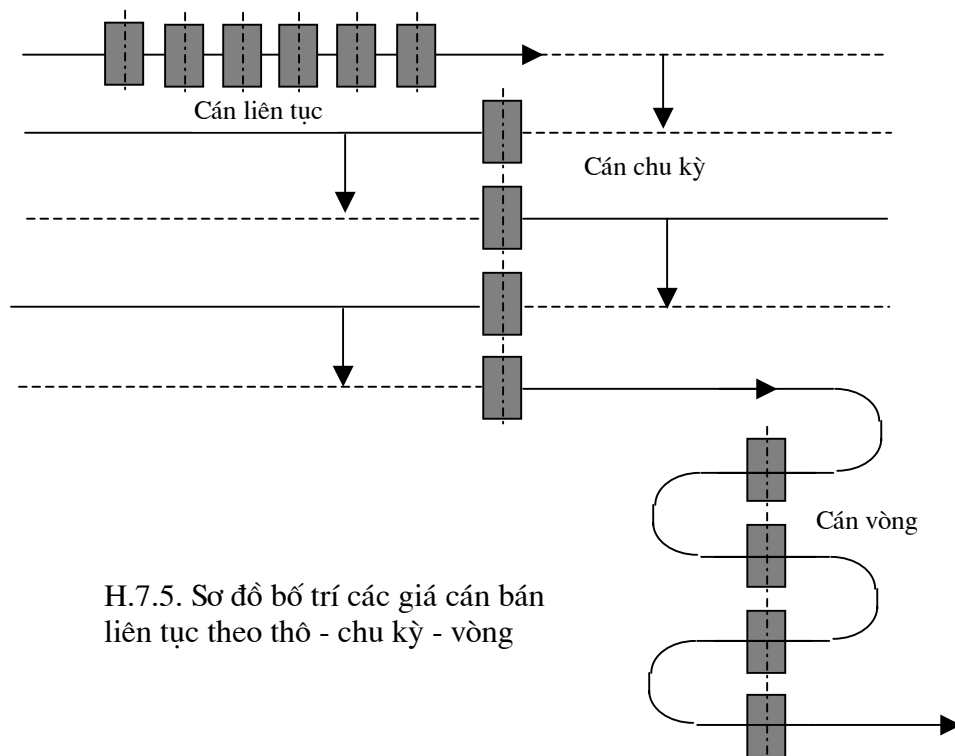 Cán liên tục
Cán chu kỳ
Cán vòng
H.7.5. Sơ đồ bố trí các giá cán bán
liên tục theo thô - chu kỳ - vòng